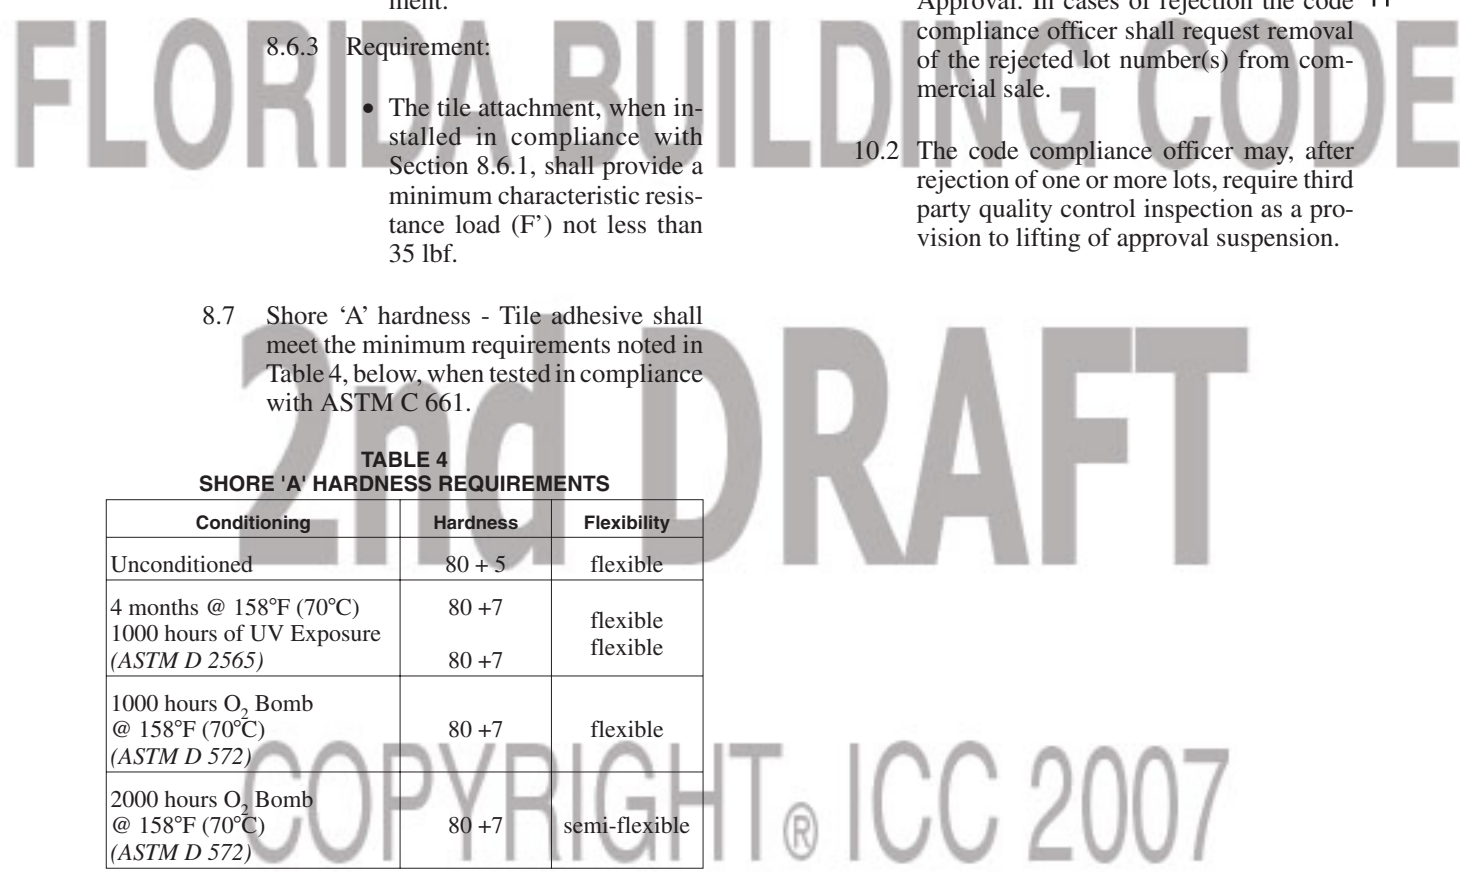 ment.
8.6.3 Requirement:
• The tile attachment, when in-
stalled in compliance with
Section 8.6.1, shall provide a
minimum characteristic resis-
tance load (F’) not less than
35 lbf.
8.7 Shore ‘A’ hardness - Tile adhesive shall
meet the minimum requirements noted in
Table 4, below, when tested in compliance
with ASTM C 661.
TABLE 4
SHORE 'A' HARDNESS REQUIREMENTS
Conditioning Hardness Flexibility
Unconditioned 80 + 5 flexible
4 months @ 158°F (70°C) 80 +7 flexible
1000 hours of UV Exposure flexible
(ASTM D 2565) 80 +7
1000 hours O2 Bomb
@ 158°F (70°C) 80 +7 flexible
(ASTM D 572)
2000 hours O2 Bomb
@ 158°F (70°C) 80 +7 semi-flexible
(ASTM D 572)
Approval. In cases of rejection the code
compliance officer shall request removal
of the rejected lot number(s) from com-
mercial sale.
10.2 The code compliance officer may, after
rejection of one or more lots, require third
party quality control inspection as a pro-
vision to lifting of approval suspension.
FLORIDA BUILDING CODE
2nd DRAFT
COPYRIGHT® ICC 2007